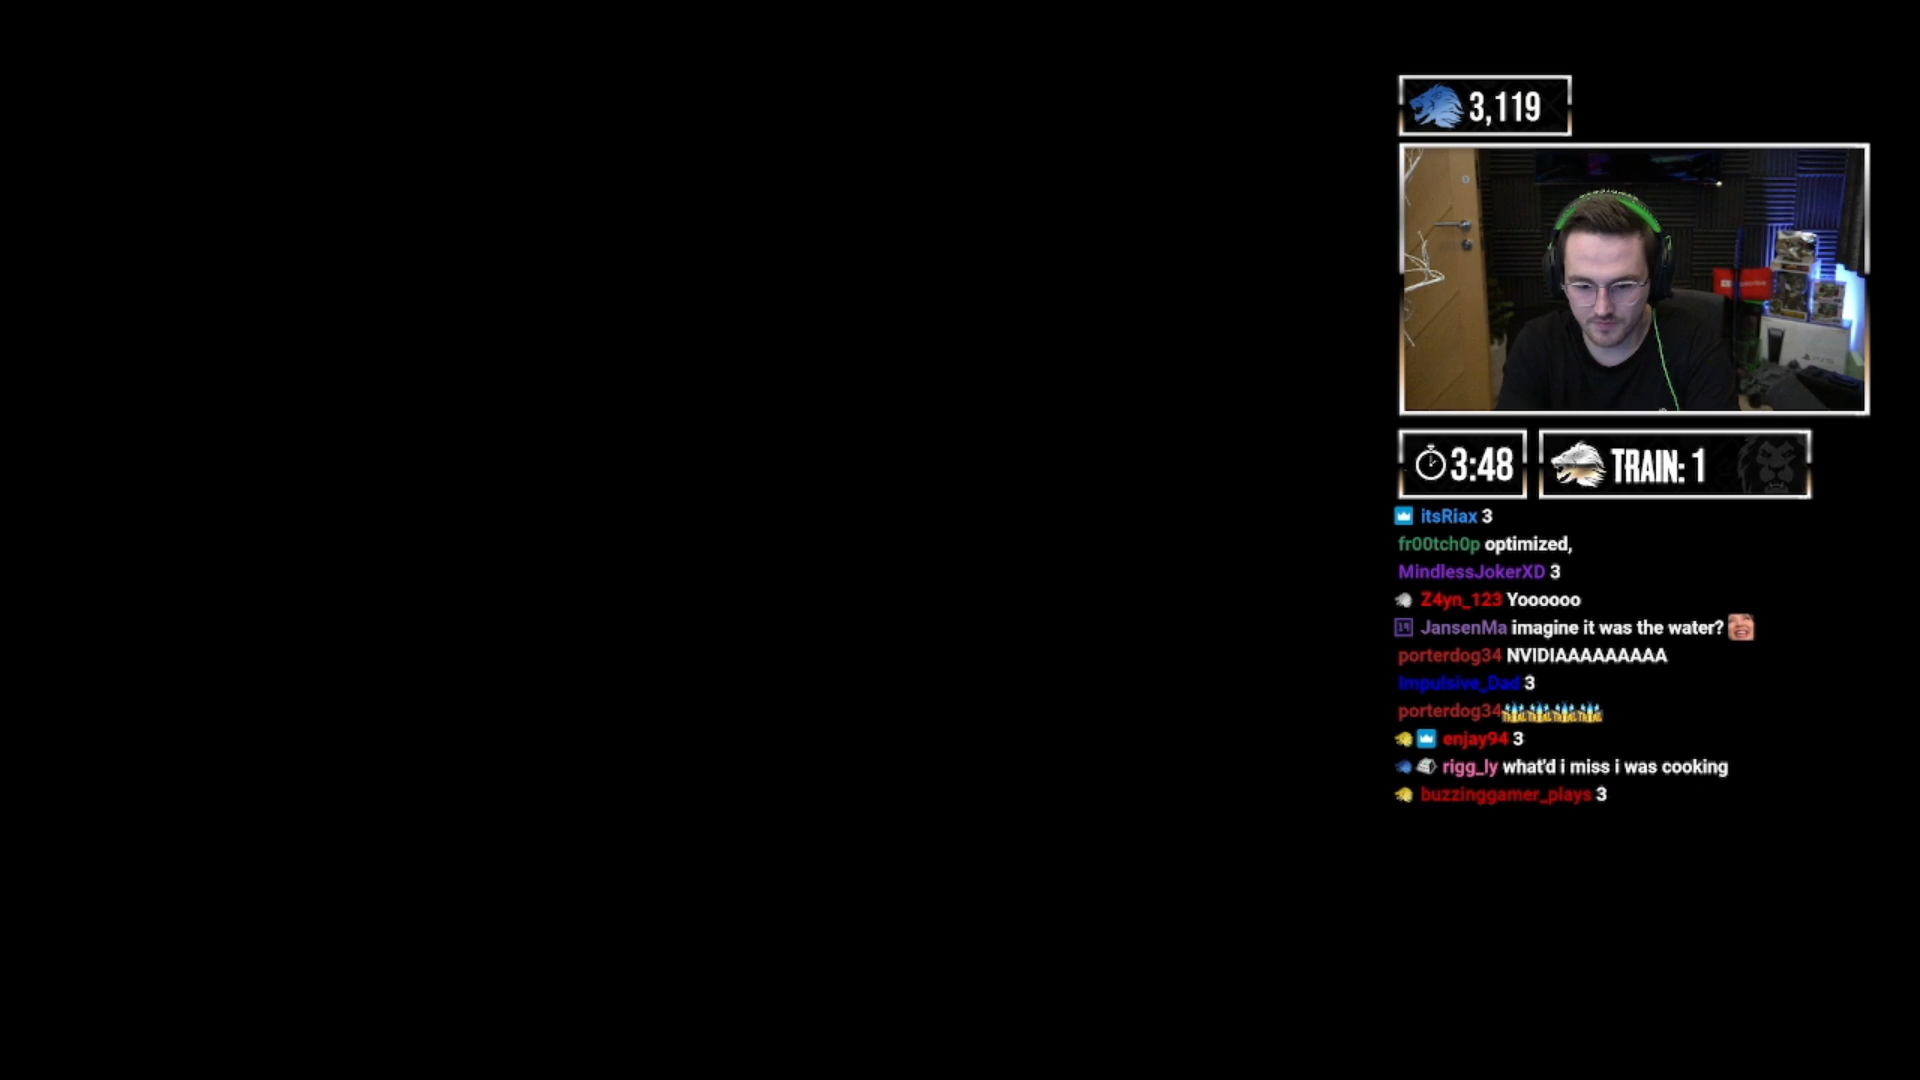 3,119
3:48
TRAIN: 1
itsRiax 3
fr00tch0p optimized,
MindlessJokerXD 3
Z4yn_123 Yoooooo
JansenMa imagine it was the water?
porterdog34 NVIDIAAAAAAAAA
Impulsive_Dad 3
porterdog34
enjay94 3
rigg_ly what'd i miss i was cooking
buzzinggamer_plays 3